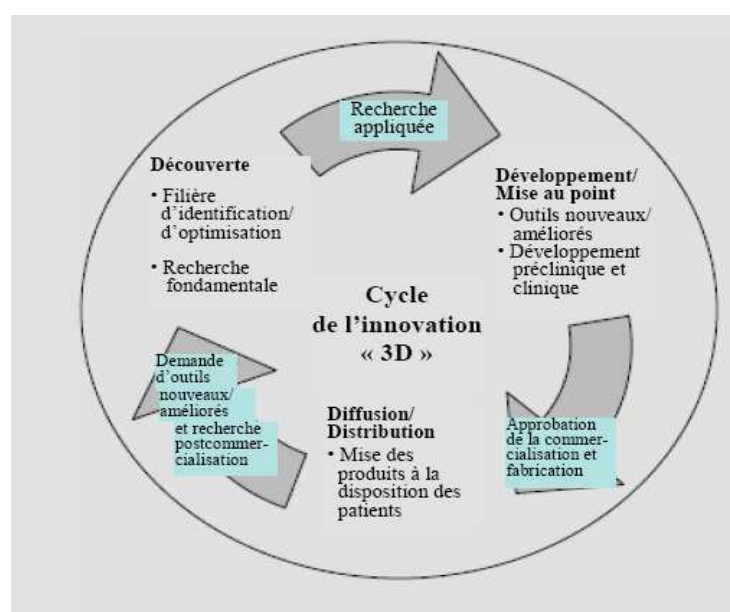 Recherche
appliquée
Découverte
• Filière
d’identification/
d’optimisation
• Recherche
fondamentale
Développement/
Mise au point
• Outils nouveaux/
améliorés
• Développement
préclinique et
clinique
Cycle
de l’innovation
« 3D »
Demande
d’outils
nouveaux/
améliorés
et recherche
postcommer-
cialisation
Diffusion/
Distribution
• Mise des
produits à la
disposition des
patients
Approbation
de la commer-
cialisation et
fabrication